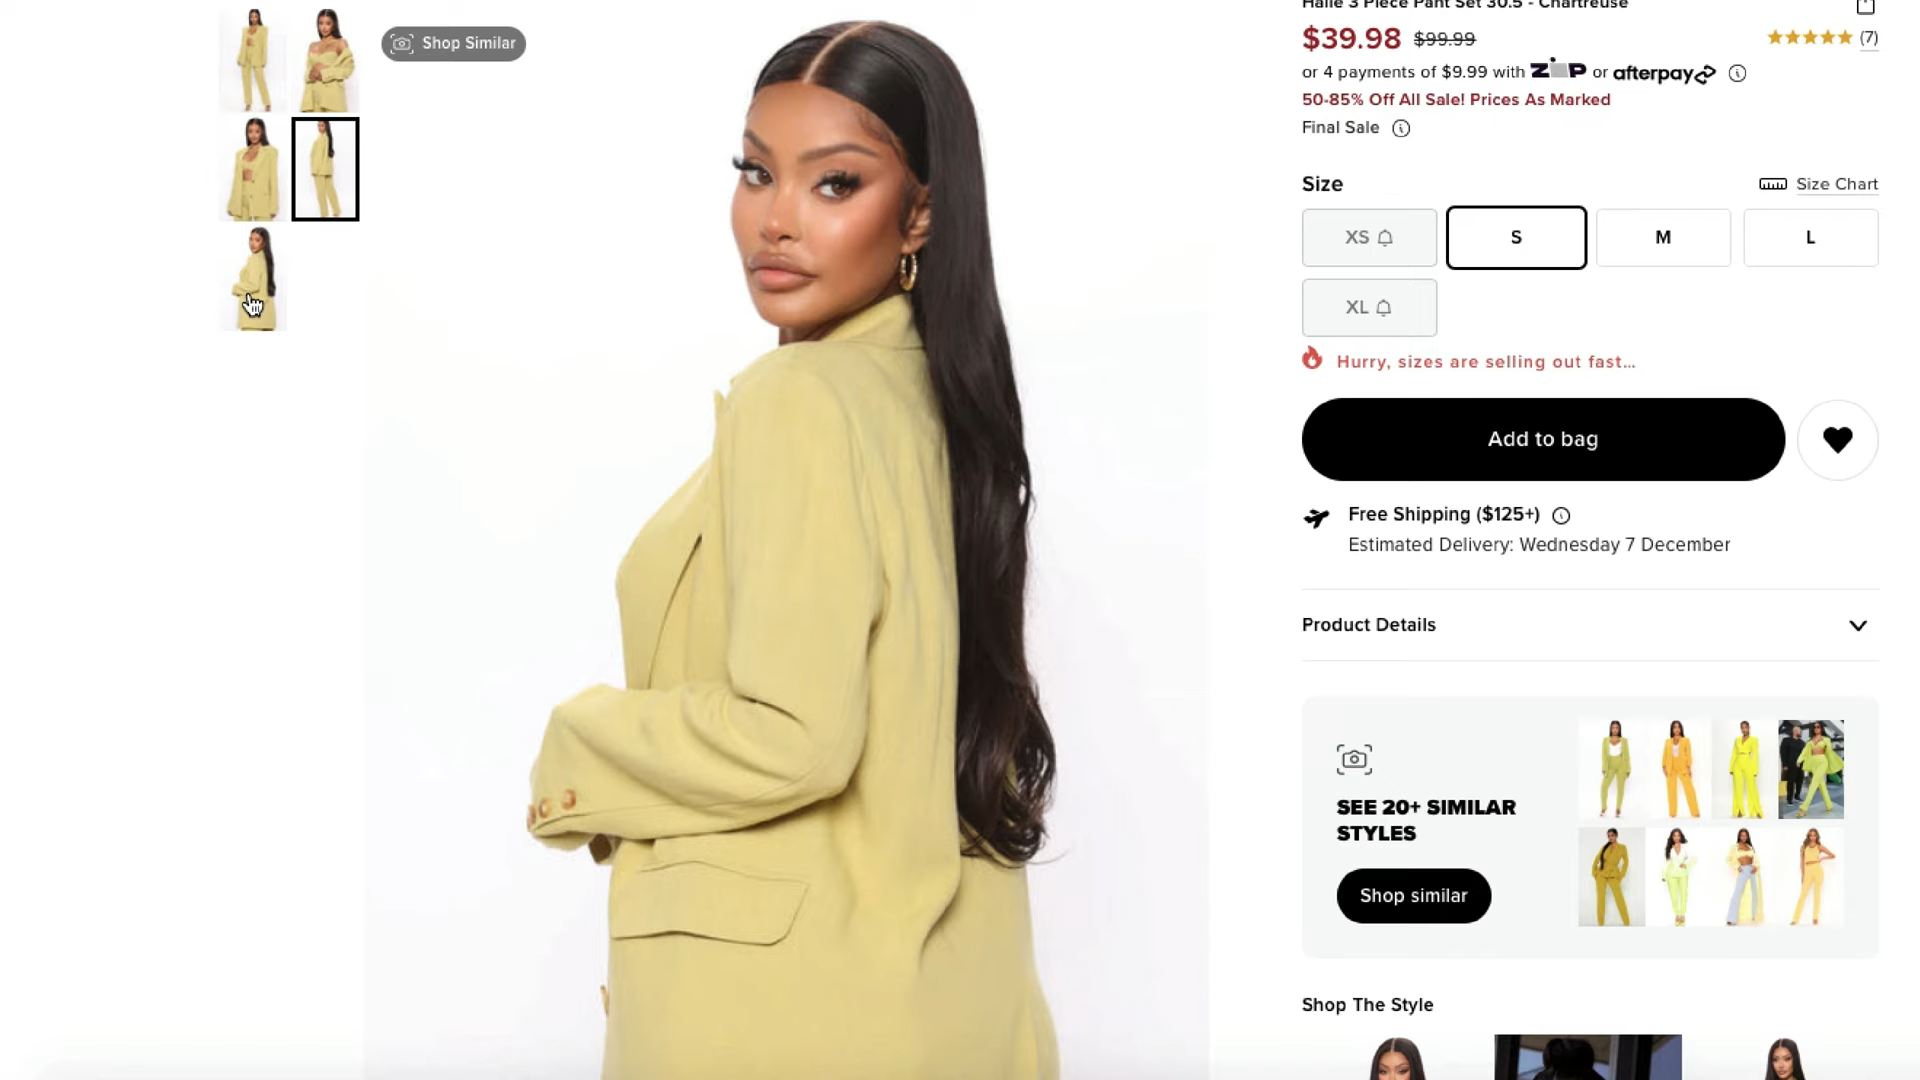 Shop Similar
Halie 3 Piece Pant Set 30.5 - Chartreuse
$39.98 $99.99
(7)
or 4 payments of $9.99 with ZIP or afterpay
50-85% Off All Sale! Prices As Marked
Final Sale
Size
Size Chart
XS S M L
XL
Hurry, sizes are selling out fast...
Add to bag
Free Shipping ($125+)
Estimated Delivery: Wednesday 7 December
Product Details
SEE 20+ SIMILAR
STYLES
Shop similar
Shop The Style